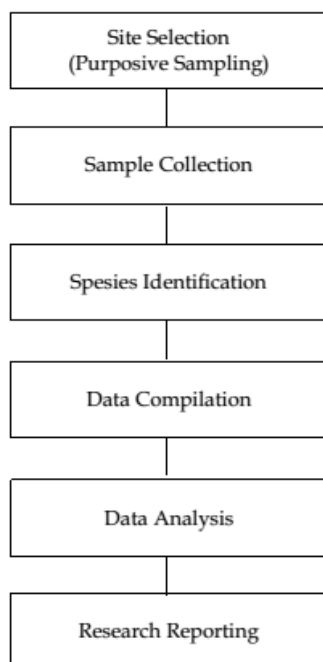 Site Selection
(Purposive Sampling)
Sample Collection
Spesies Identification
Data Compilation
Data Analysis
Research Reporting